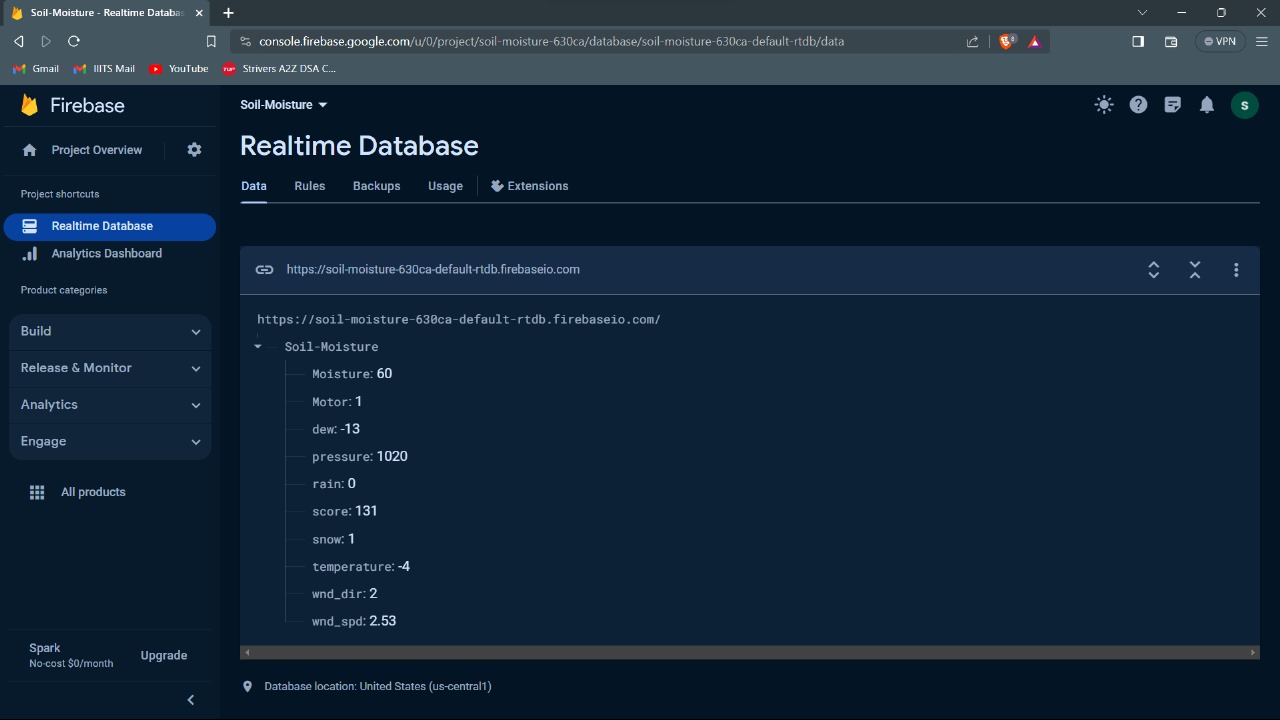 Soil-Moisture - Realtime Databas
console.firebase.google.com/u/0/project/soil-moisture-630ca/database/soil-moisture-630ca-default-rtdb/data
8
VPN
Gmail
IIITS Mail
YouTube
TUF
Strivers A2Z DSA C...
Firebase
Soil-Moisture
S
Project Overview
Realtime Database
Data
Rules
Backups
Usage
Extensions
Project shortcuts
Realtime Database
Analytics Dashboard
Product categories
Build
Release & Monitor
Analytics
Engage
All products
Spark
No-cost $0/month
Upgrade
https://soil-moisture-630ca-default-rtdb.firebaseio.com
https://soil-moisture-630ca-default-rtdb.firebaseio.com/
Soil-Moisture
Moisture: 60
Motor: 1
dew: -13
pressure: 1020
rain: 0
score: 131
snow: 1
temperature: -4
wnd_dir: 2
wnd_spd: 2.53
Database location: United States (us-central1)